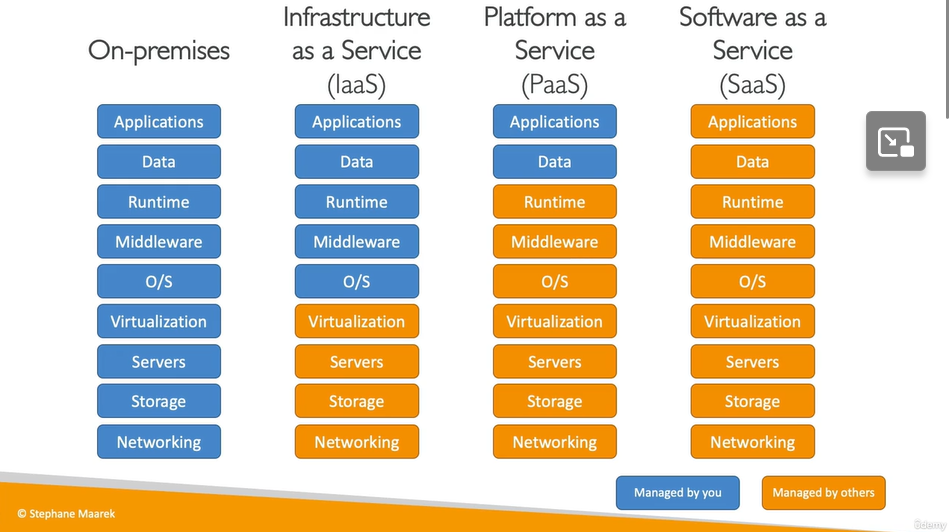 On-premises
Infrastructure
as a Service
(IaaS)
Platform as a
Service
(PaaS)
Software as a
Service
(SaaS)
Applications
Data
Runtime
Middleware
O/S
Virtualization
Servers
Storage
Networking
Applications
Data
Runtime
Middleware
O/S
Virtualization
Servers
Storage
Networking
Applications
Data
Runtime
Middleware
O/S
Virtualization
Servers
Storage
Networking
Applications
Data
Runtime
Middleware
O/S
Virtualization
Servers
Storage
Networking
Managed by you
Managed by others
© Stephane Maarek
ûdemy